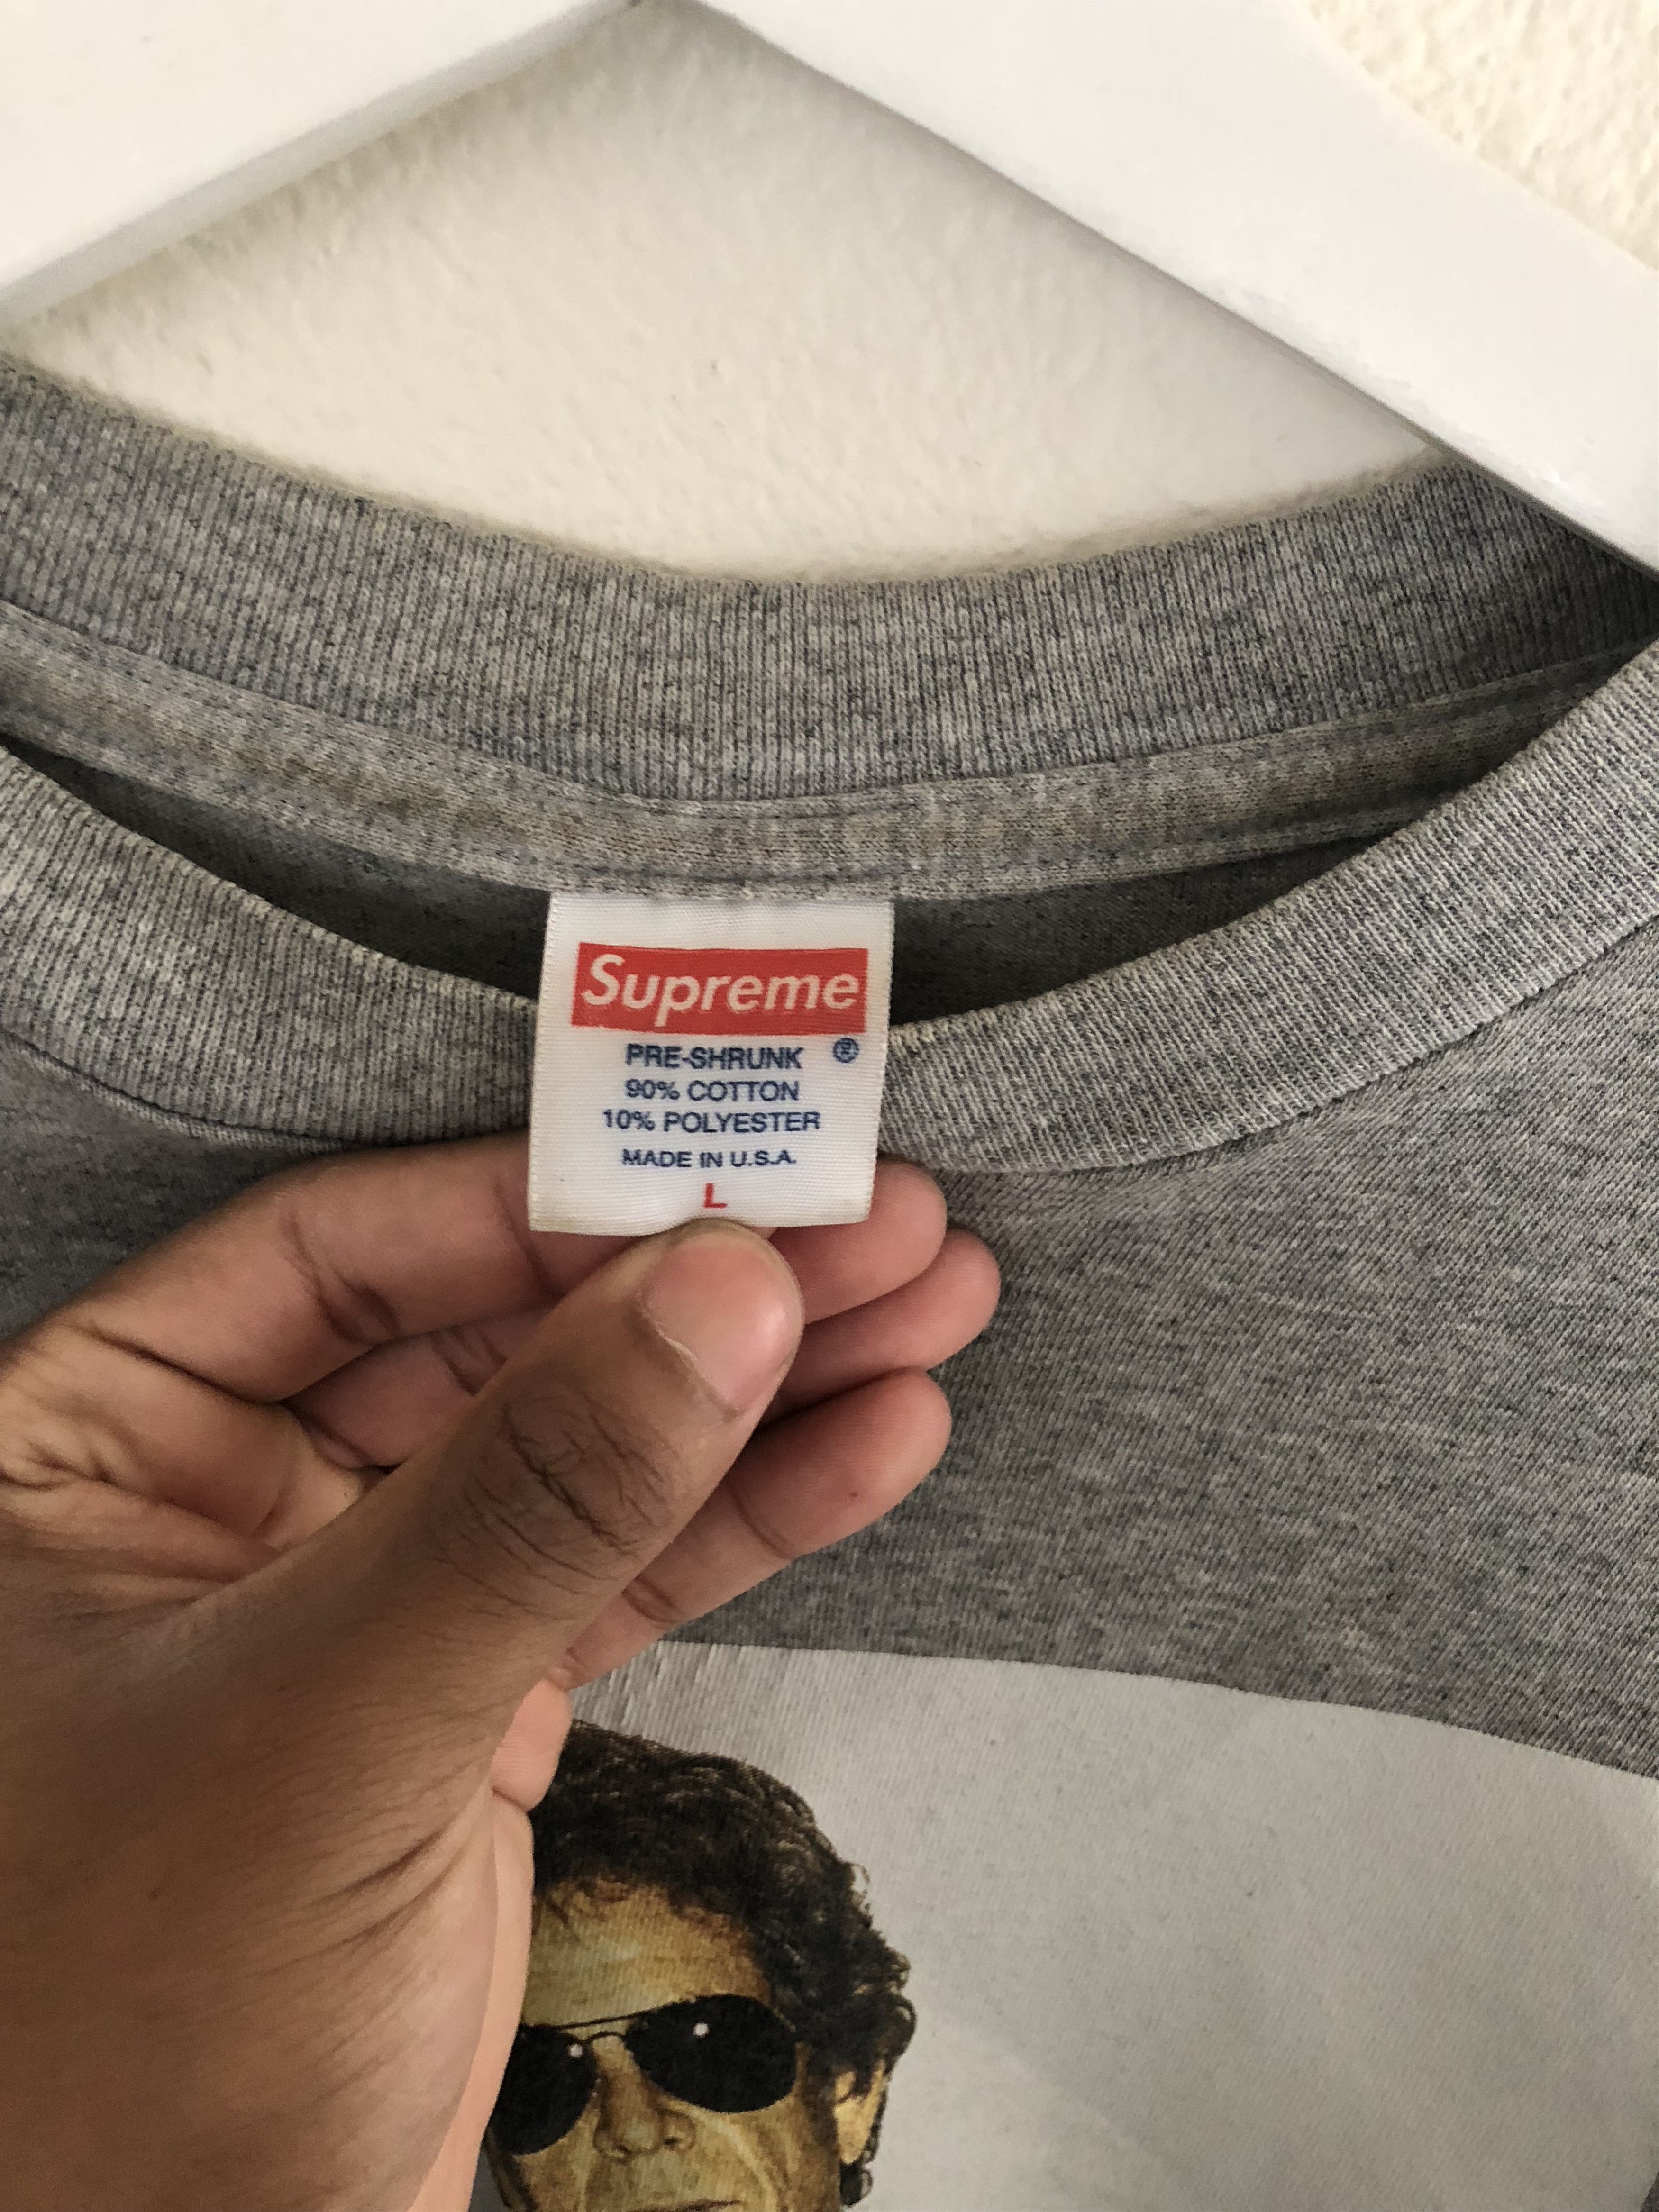 Supreme
PRE-SHRUNK ®
90% COTTON
10% POLYESTER
MADE IN U.S.A.
L